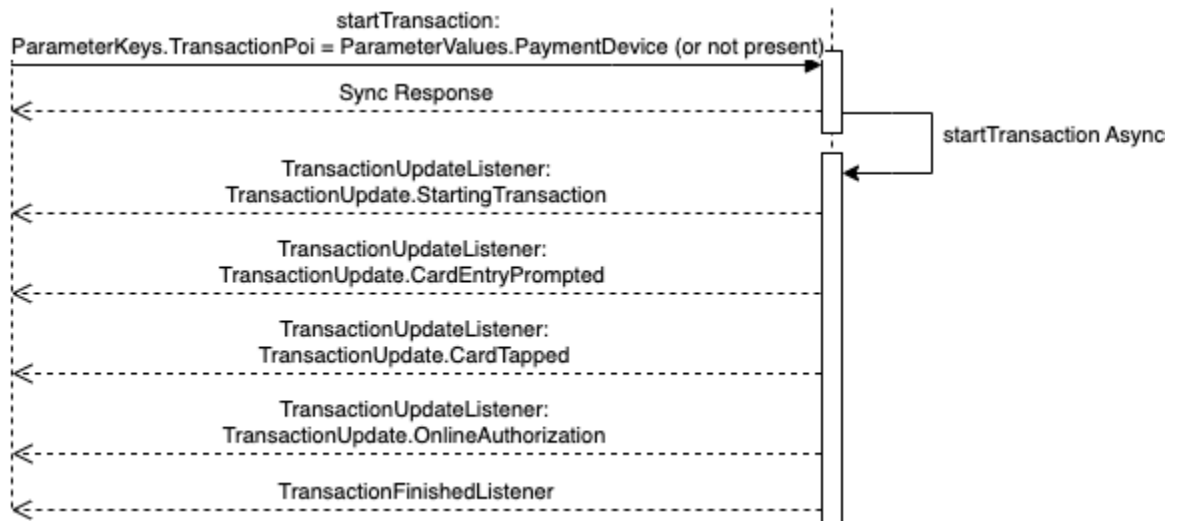 startTransaction:
ParameterKeys.TransactionPoi = ParameterValues.PaymentDevice (or not present)
Sync Response
startTransaction Async
TransactionUpdateListener:
TransactionUpdate.StartingTransaction
TransactionUpdateListener:
TransactionUpdate.CardEntryPrompted
TransactionUpdateListener:
TransactionUpdate.CardTapped
TransactionUpdateListener:
TransactionUpdate.OnlineAuthorization
TransactionFinishedListener